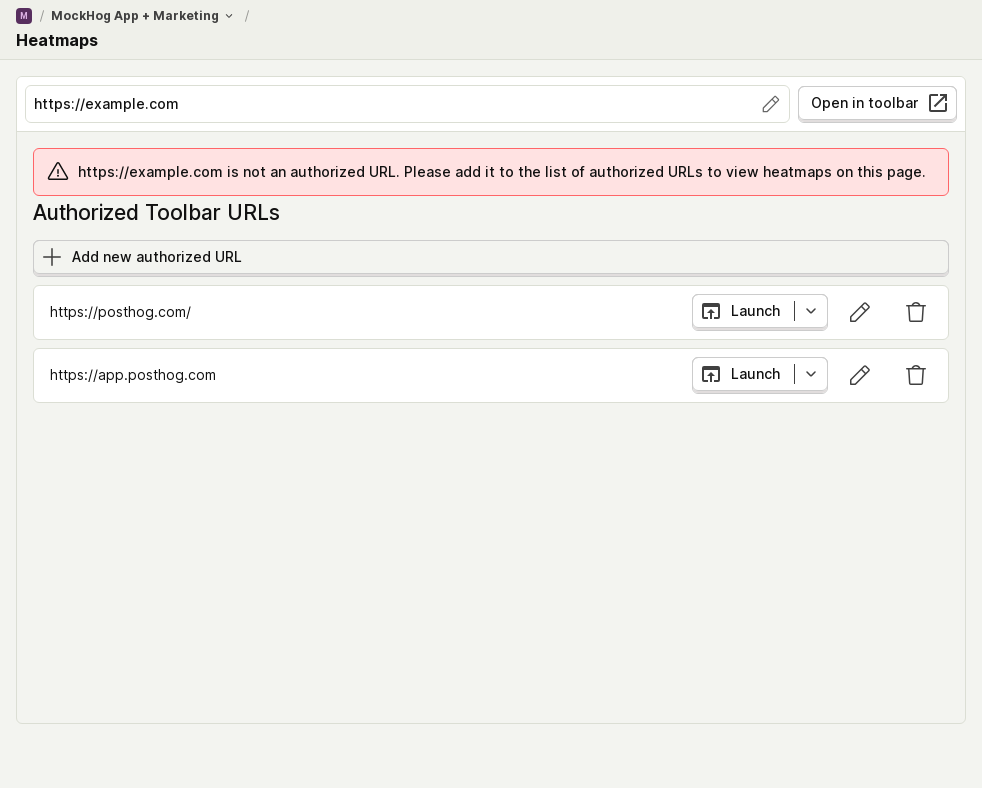 M / MockHog App + Marketing /
Heatmaps
https://example.com
Open in toolbar
https://example.com is not an authorized URL. Please add it to the list of authorized URLs to view heatmaps on this page.
Authorized Toolbar URLs
Add new authorized URL
https://posthog.com/
Launch
https://app.posthog.com
Launch